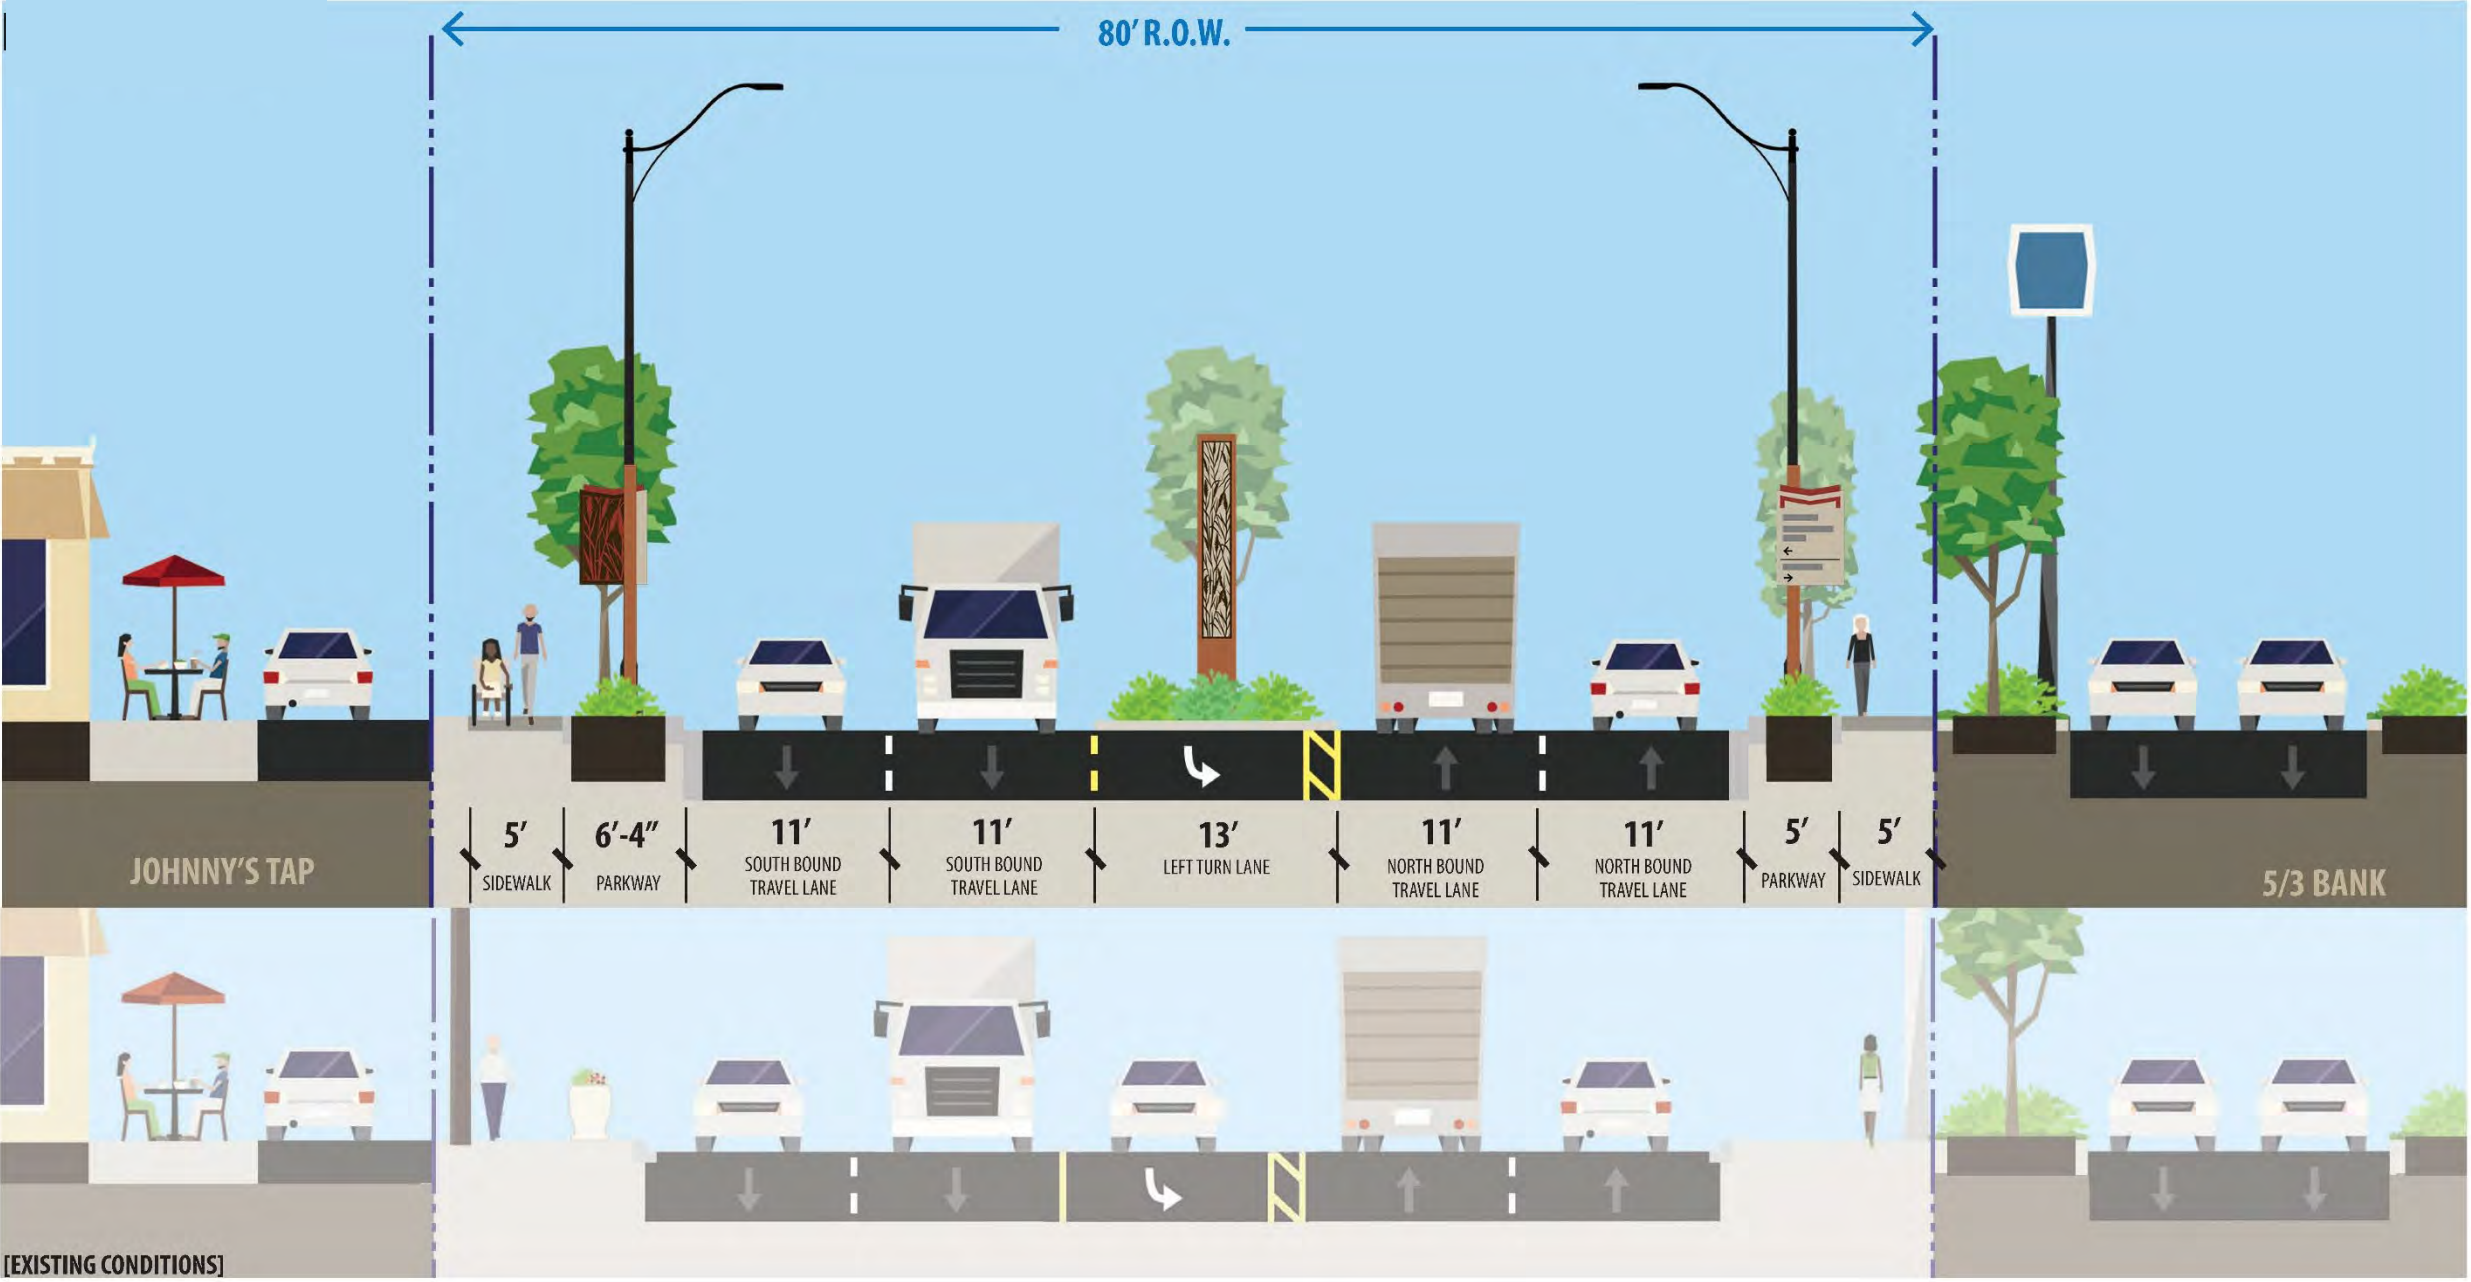 80' R.O.W.
5'
SIDEWALK
6'-4"
PARKWAY
11'
SOUTH BOUND
TRAVEL LANE
11'
SOUTH BOUND
TRAVEL LANE
13'
LEFT TURN LANE
11'
NORTH BOUND
TRAVEL LANE
11'
NORTH BOUND
TRAVEL LANE
5'
PARKWAY
5'
SIDEWALK
JOHNNY'S TAP
5/3 BANK
[EXISTING CONDITIONS]